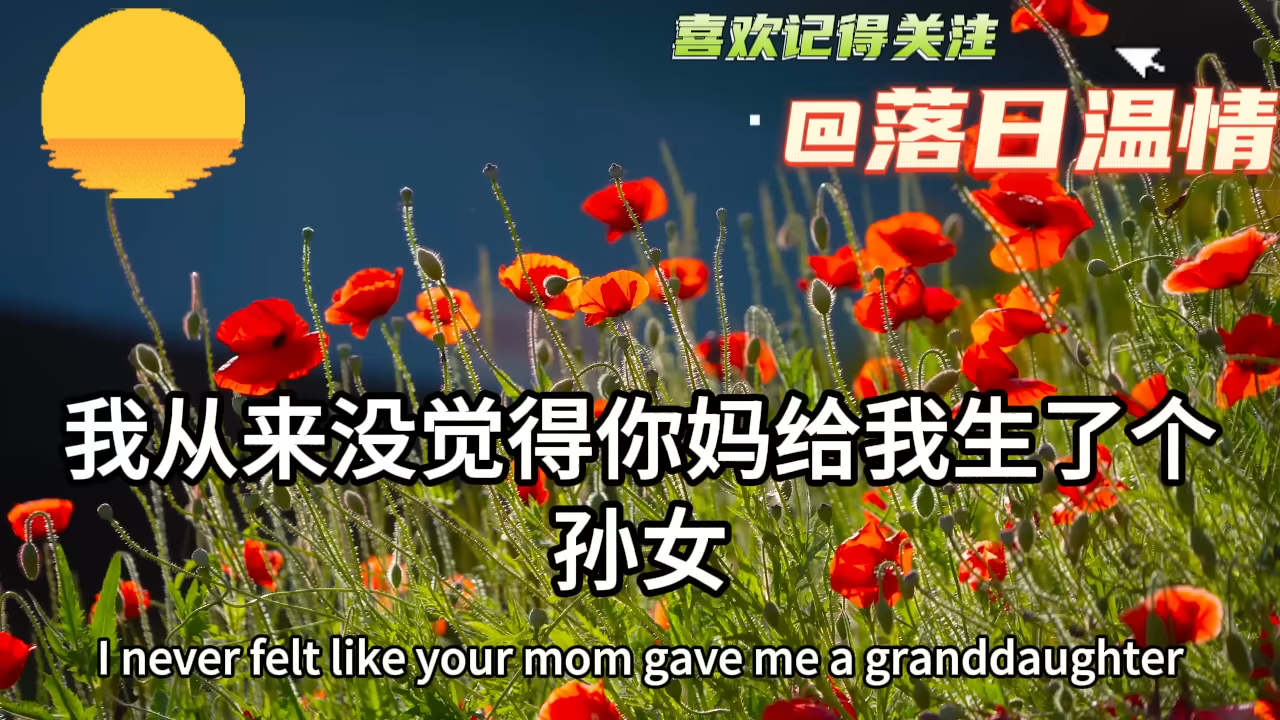 喜欢记得关注
@落日温情
我从来没觉得你妈给我生了个
孙女
I never felt like your mom gave me a granddaughter